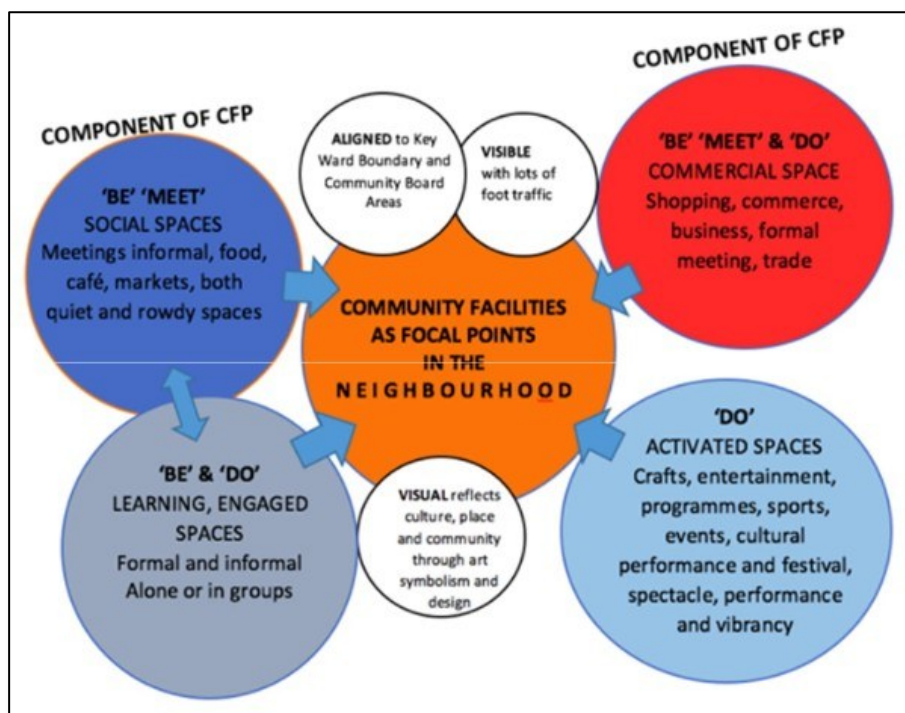 COMPONENT OF CFP
'BE' 'MEET'
SOCIAL SPACES
Meetings informal, food,
café, markets, both
quiet and rowdy spaces
ALIGNED to Key
Ward Boundary and
Community Board
Areas
VISIBLE
with lots of
foot traffic
COMPONENT OF CFP
'BE' 'MEET' & 'DO'
COMMERCIAL SPACE
Shopping, commerce,
business, formal
meeting, trade
COMMUNITY FACILITIES
AS FOCAL POINTS
IN THE
N E I G H B O U R H O O D
'BE' & 'DO'
LEARNING, ENGAGED
SPACES
Formal and informal
Alone or in groups
VISUAL reflects
culture, place
and community
through art
symbolism and
design
'DO'
ACTIVATED SPACES
Crafts, entertainment,
programmes, sports,
events, cultural
performance and festival,
spectacle, performance
and vibrancy